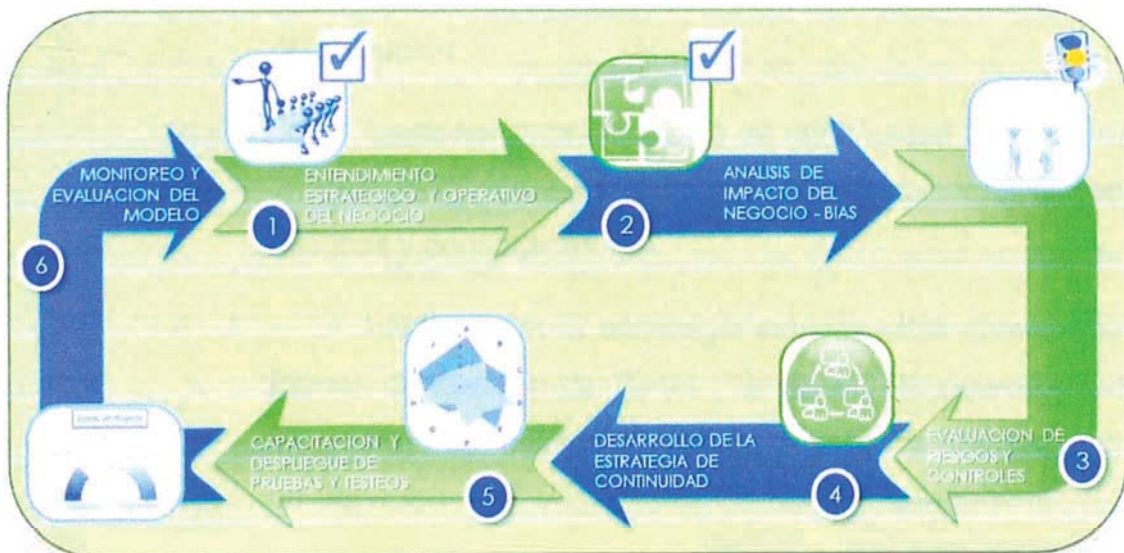 1
ENTENDIMIENTO
ESTRATEGICO Y OPERATIVO
DEL NEGOCIO
2
ANALISIS DE
IMPACTO DEL
NEGOCIO - BIAS
3
EVALUACION DE
RIESGOS Y
CONTROLES
4
DESARROLLO DE LA
ESTRATEGIA DE
CONTINUIDAD
5
CAPACITACION Y
DESPLIEGUE DE
PRUEBAS Y TESTEOS
6
MONITOREO Y
EVALUACION DEL
MODELO